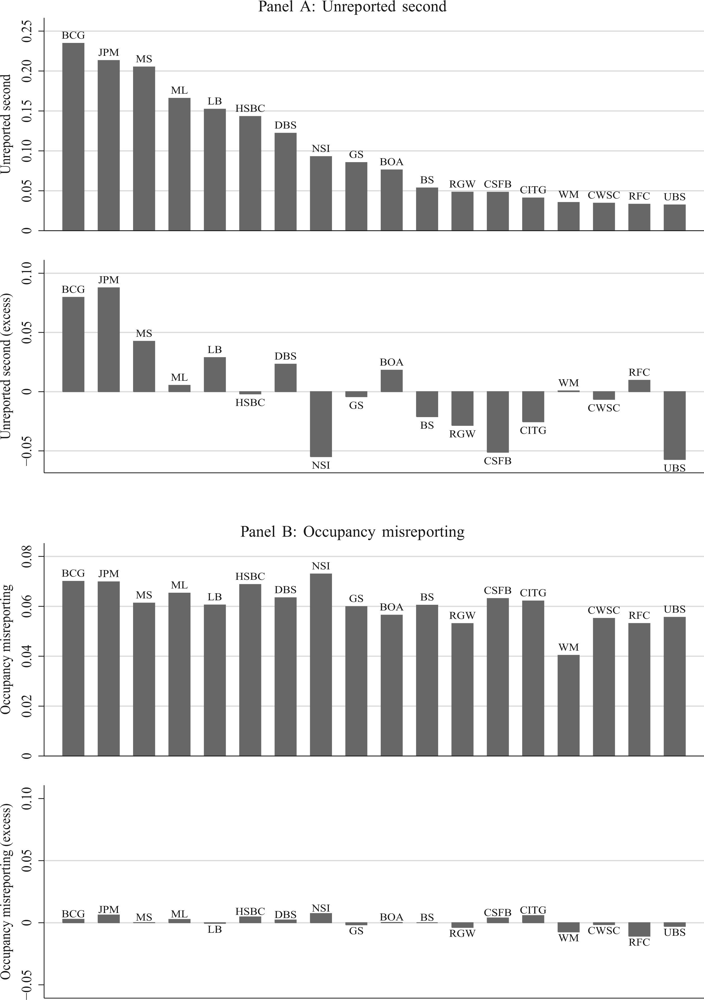 Panel A: Unreported second
Unreported second
0.25
0.20
0.15
0.10
0.05
0
BCG
JPM
MS
ML
LB
HSBC
DBS
NSI
GS
BOA
BS
RGW
CSFB
CITG
WM
CWSC
RFC
UBS
Unreported second (excess)
0.10
0.05
0
−0.05
BCG
JPM
MS
ML
LB
HSBC
DBS
NSI
GS
BOA
BS
RGW
CSFB
CITG
WM
CWSC
RFC
UBS
Panel B: Occupancy misreporting
Occupancy misreporting
0.08
0.06
0.04
0.02
0
BCG
JPM
MS
ML
LB
HSBC
DBS
NSI
GS
BOA
BS
RGW
CSFB
CITG
WM
CWSC
RFC
UBS
Occupancy misreporting (excess)
0.10
0.05
0
−0.05
BCG
JPM
MS
ML
LB
HSBC
DBS
NSI
GS
BOA
BS
RGW
CSFB
CITG
WM
CWSC
RFC
UBS